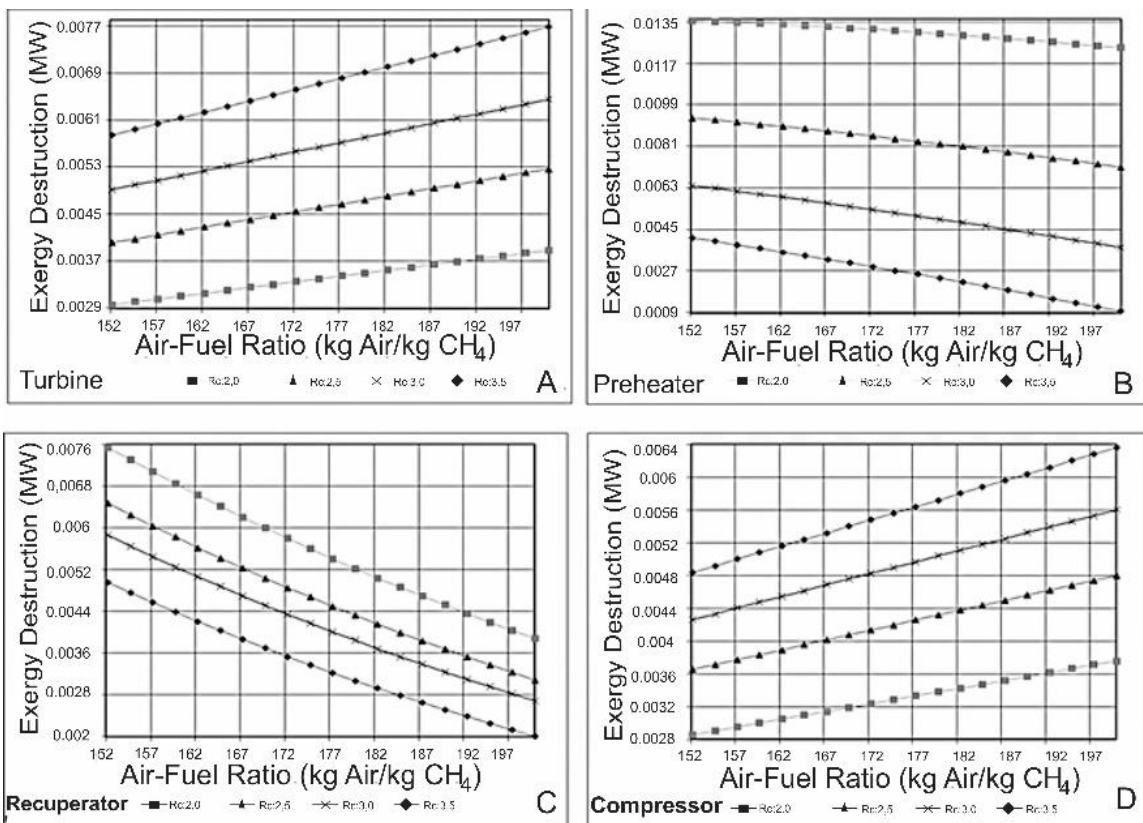 Exergy Destruction (MW)
0.0077
0.0069
0.0061
0.0053
0.0045
0.0037
0.0029
152 157 162 167 172 177 182 187 192 197
Air-Fuel Ratio (kg Air/kg CH4)
Turbine Rc:2,0 Rc:2,5 Rc:3.0 Rc:3.5 A
Exergy Destruction (MW)
0.0135
0.0117
0.0099
0.0081
0.0063
0.0045
0.0027
0.0009
152 157 162 167 172 177 182 187 192 197
Air-Fuel Ratio (kg Air/kg CH4)
Preheater Rc:2,0 Rc:2,5 Rc:3,0 Rc:3,5 B
Exergy Destruction (MW)
0.0076
0,0068
0.006
0.0052
0.0044
0.0036
0.0028
0.002
152 157 162 167 172 177 182 187 192 197
Air-Fuel Ratio (kg Air/kg CH4)
Recuperator Rc:2,0 Rc:2,5 Rc:3,0 Rc:3.5 C
Exergy Destruction (MW)
0.0064
0.006
0.0056
0.0052
0.0048
0.0044
0.004
0.0036
0.0032
0.0028
152 157 162 167 172 177 182 187 192 197
Air-Fuel Ratio (kg Air/kg CH4)
Compressor Rc:2,0 Rc:2,5 Rc:3,0 Rc:3.5 D